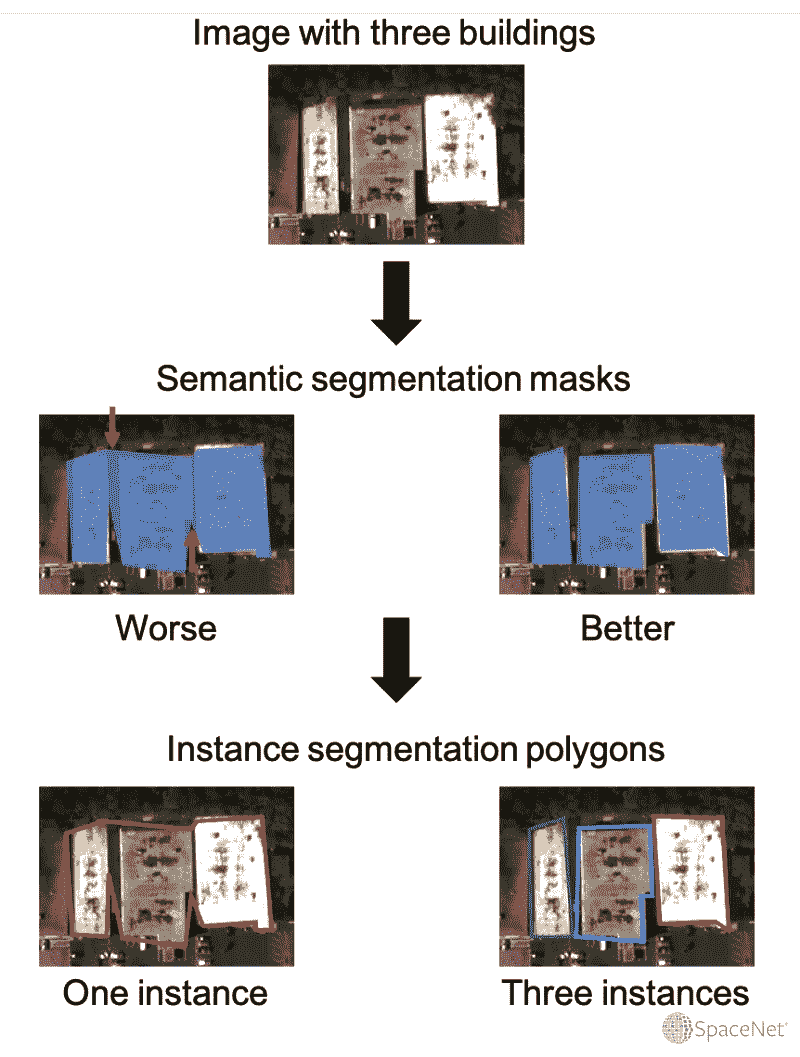 Image with three buildings
Semantic segmentation masks
Worse
Better
Instance segmentation polygons
One instance
Three instances
SpaceNet